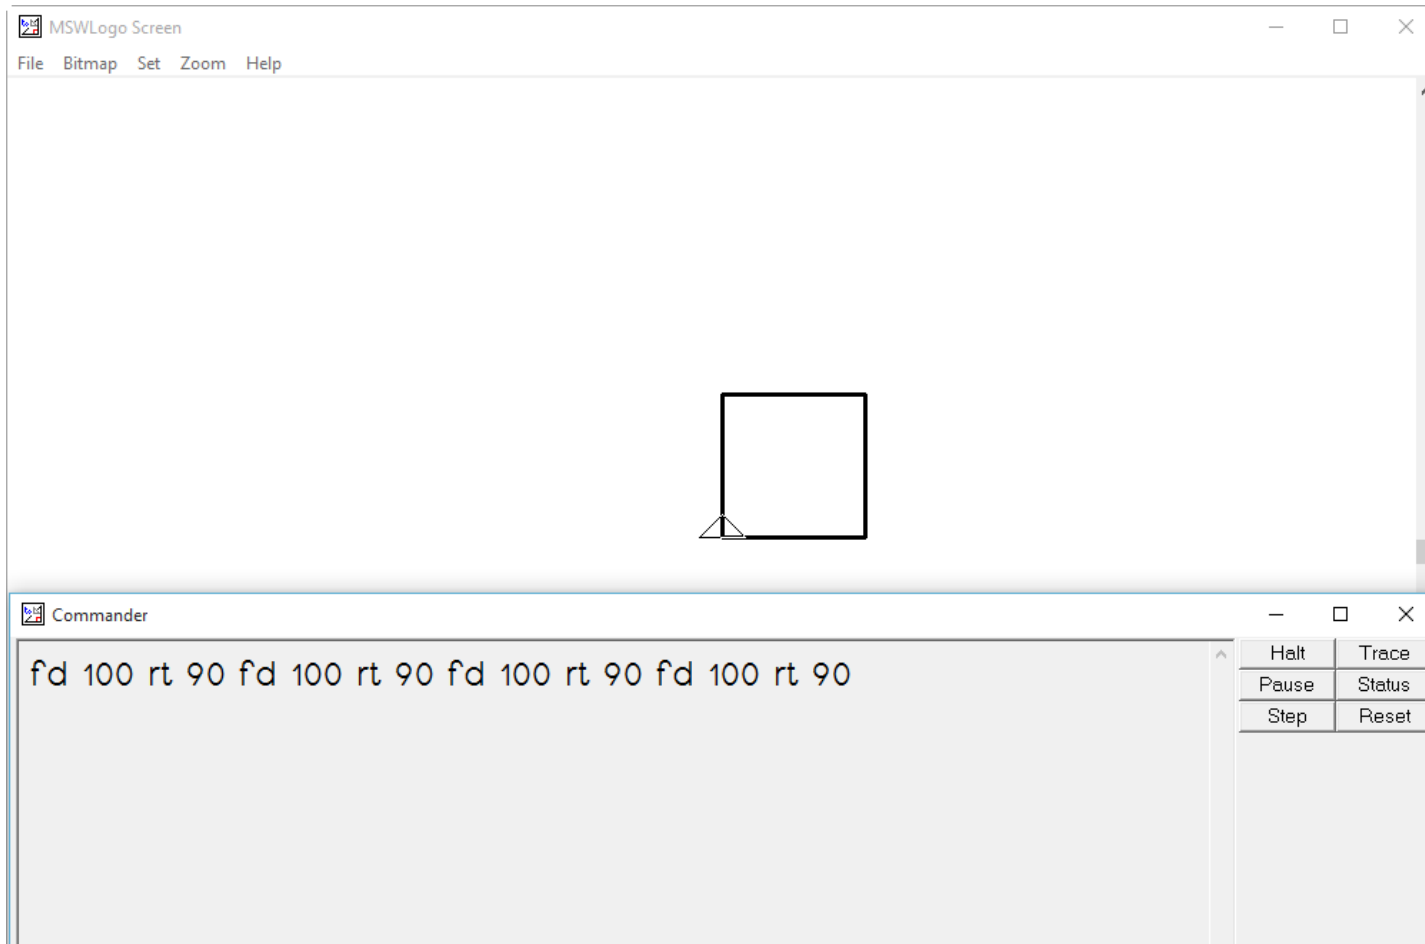 MSWLogo Screen
File Bitmap Set Zoom Help
Commander
fd 100 rt 90 fd 100 rt 90 fd 100 rt 90 fd 100 rt 90
Halt Trace
Pause Status
Step Reset